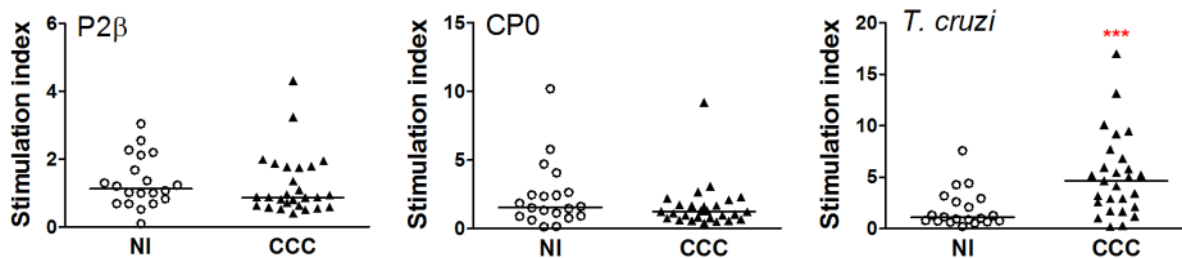 P2β
Stimulation index
6
4
2
0
NI CCC
CP0
Stimulation index
15
10
5
0
NI CCC
T. cruzi
Stimulation index
20
15
10
5
0
***
NI CCC